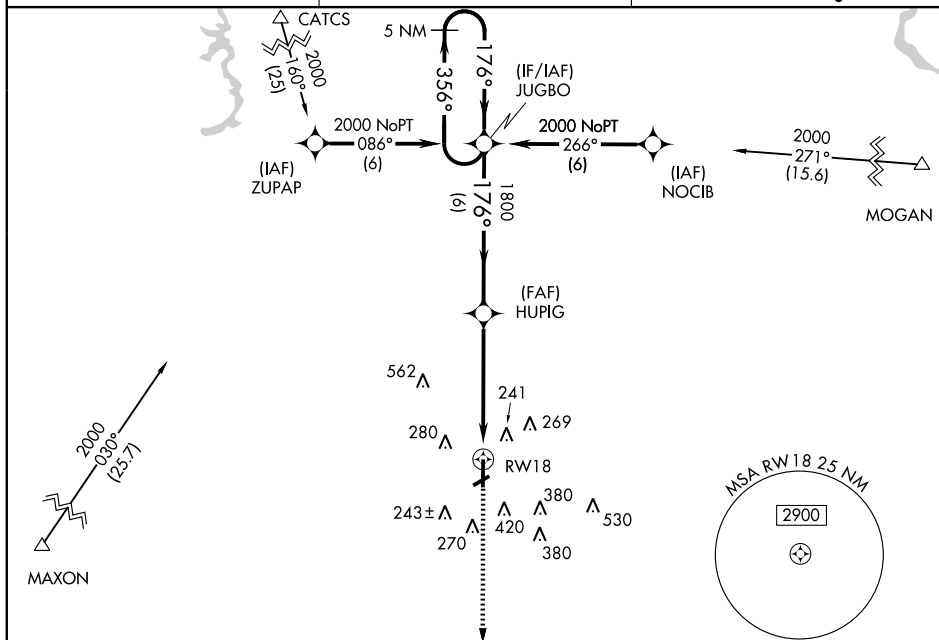 CATCS
2000
160°
(25)
5 NM
356°
176°
(IF/IAF)
JUGBO
2000 NoPT
086°
(6)
(IAF)
ZUPAP
2000 NoPT
266°
(6)
(IAF)
NOCIB
2000
271°
(15.6)
MOGAN
1800
176°
(6)
(FAF)
HUPIG
562
241
269
280
RW18
2000
030°
(25.7)
MAXON
243±
270
420
380
380
530
MSA RW18 25 NM
2900